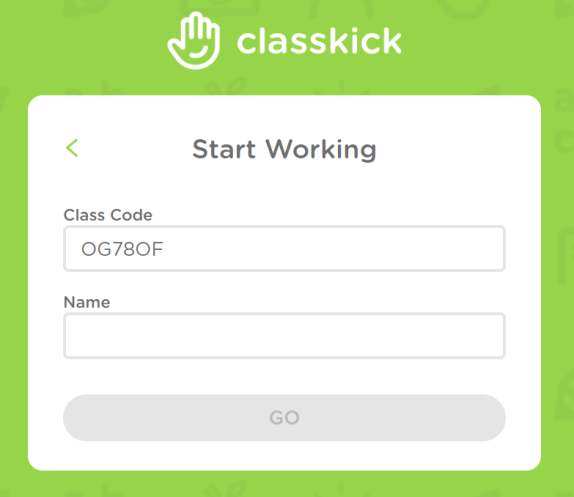 classkick
Start Working
Class Code
OG78OF
Name
GO